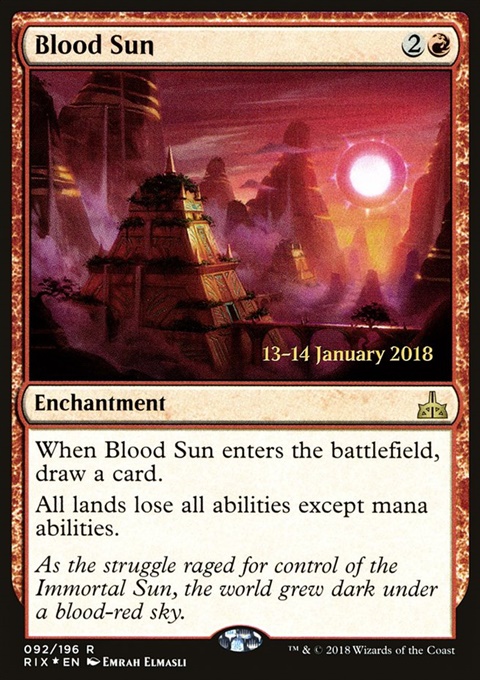 Blood Sun 2
13–14 January 2018
Enchantment
When Blood Sun enters the battlefield,
draw a card.
All lands lose all abilities except mana
abilities.
As the struggle raged for control of the
Immortal Sun, the world grew dark under
a blood-red sky.
092/196 R
RIX★EN Emrah Elmasli
™ & © 2018 Wizards of the Coast